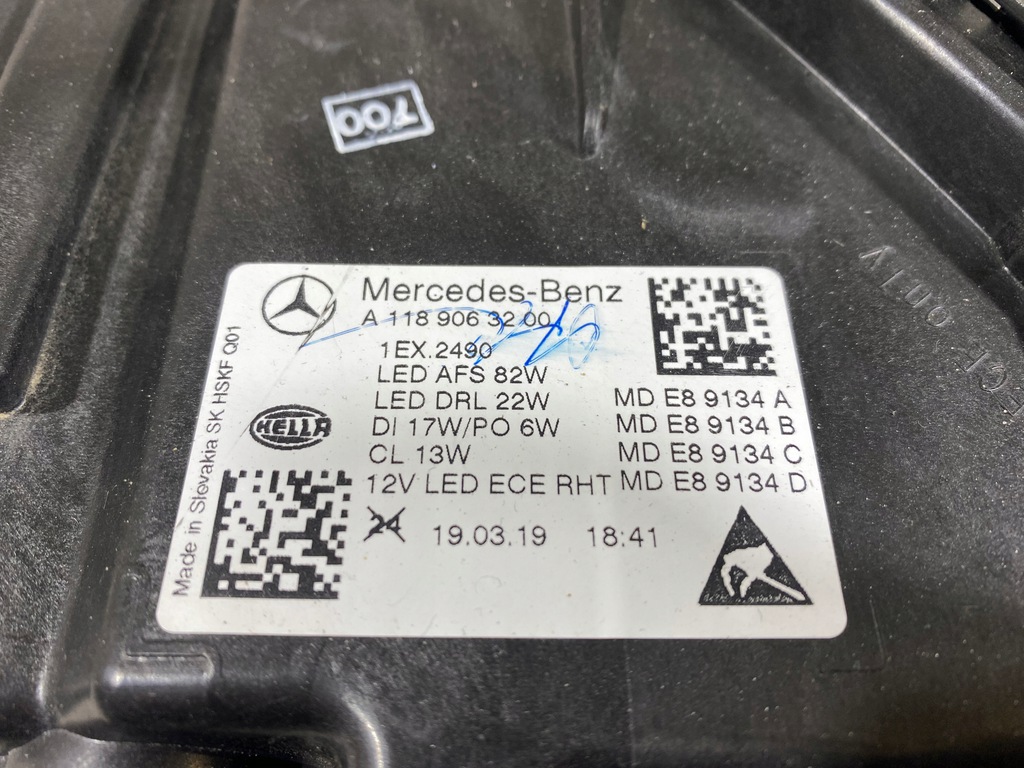 700
Mercedes-Benz
A 118 906 32 00
1EX.2490
LED AFS 82W
LED DRL 22W
MD E8 9134 A
HELLA
DI 17W/PO 6W
MD E8 9134 B
CL 13W
MD E8 9134 C
12V LED ECE RHT
MD E8 9134 D
24
19.03.19
18:41
Made in Slovakia SK HSKF Q01
only